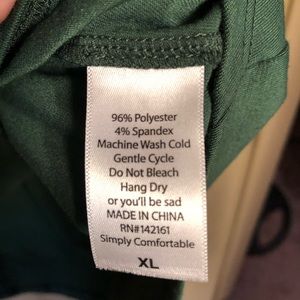 96% Polyester
4% Spandex
Machine Wash Cold
Gentle Cycle
Do Not Bleach
Hang Dry
or you'll be sad
MADE IN CHINA
RN#142161
Simply Comfortable
XL